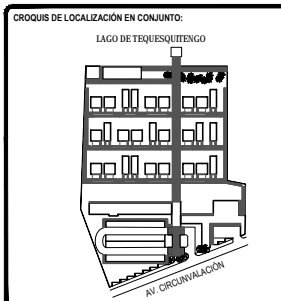 CROQUIS DE LOCALIZACIÓN EN CONJUNTO:
LAGO DE TEQUESQUITENGO
AV. CIRCUNVALACIÓN